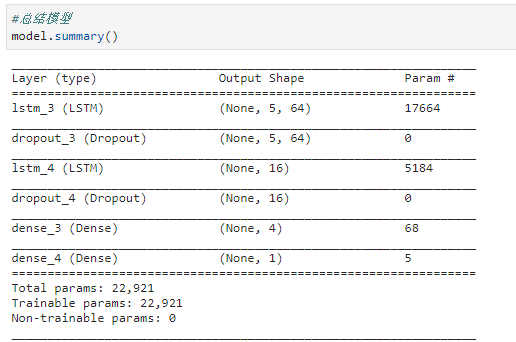 #总结模型
model.summary()
_________________________________________________________________
Layer (type)                 Output Shape              Param #
=================================================================
lstm_3 (LSTM)                (None, 5, 64)             17664
_________________________________________________________________
dropout_3 (Dropout)          (None, 5, 64)             0
_________________________________________________________________
lstm_4 (LSTM)                (None, 16)                5184
_________________________________________________________________
dropout_4 (Dropout)          (None, 16)                0
_________________________________________________________________
dense_3 (Dense)              (None, 4)                 68
_________________________________________________________________
dense_4 (Dense)              (None, 1)                 5
=================================================================
Total params: 22,921
Trainable params: 22,921
Non-trainable params: 0
_________________________________________________________________